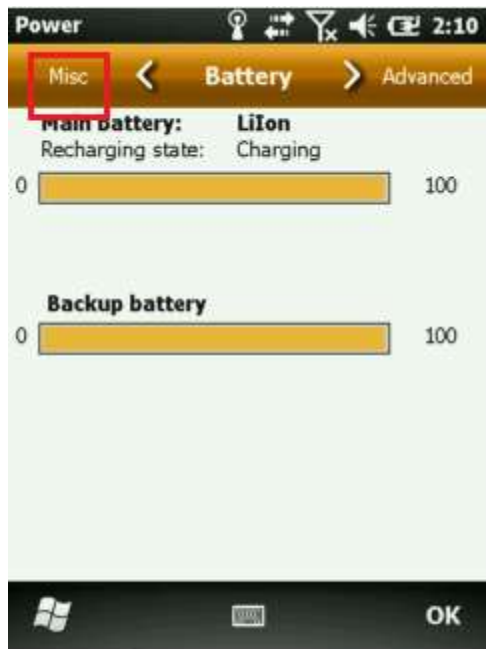 Power 2:10
Misc Battery Advanced
Main Battery: LiIon
Recharging state: Charging
0 100
Backup battery
0 100
OK